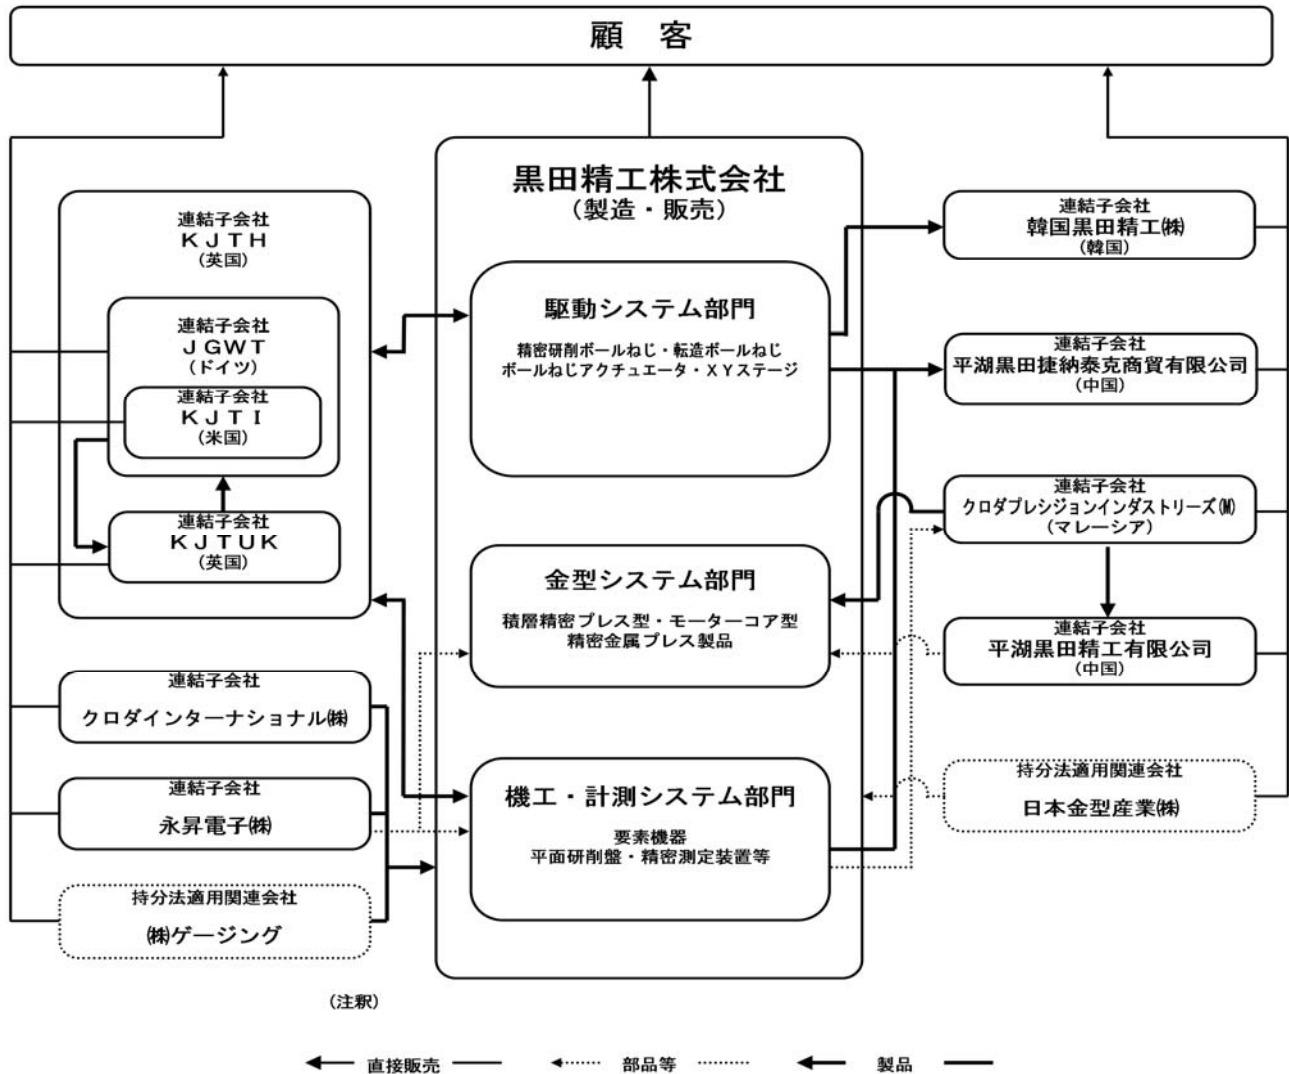 顧　客
黒田精工株式会社
(製造・販売)
連結子会社
ＫＪＴＨ
(英国)
連結子会社
ＪＧＷＴ
(ドイツ)
連結子会社
ＫＪＴＩ
(米国)
連結子会社
ＫＪＴＵＫ
(英国)
連結子会社
クロダインターナショナル㈱
連結子会社
永昇電子㈱
持分法適用関連会社
㈱ゲージング
駆動システム部門
精密研削ボールねじ・転造ボールねじ
ボールねじアクチュエータ・ＸＹステージ
金型システム部門
積層精密プレス型・モーターコア型
精密金属プレス製品
機工・計測システム部門
要素機器
平面研削盤・精密測定装置等
連結子会社
韓国黒田精工㈱
(韓国)
連結子会社
平湖黒田捷納泰克商貿有限公司
(中国)
連結子会社
クロダプレシジョンインダストリーズ(M)
(マレーシア)
連結子会社
平湖黒田精工有限公司
(中国)
持分法適用関連会社
日本金型産業㈱
(注釈)
直接販売
部品等
製品